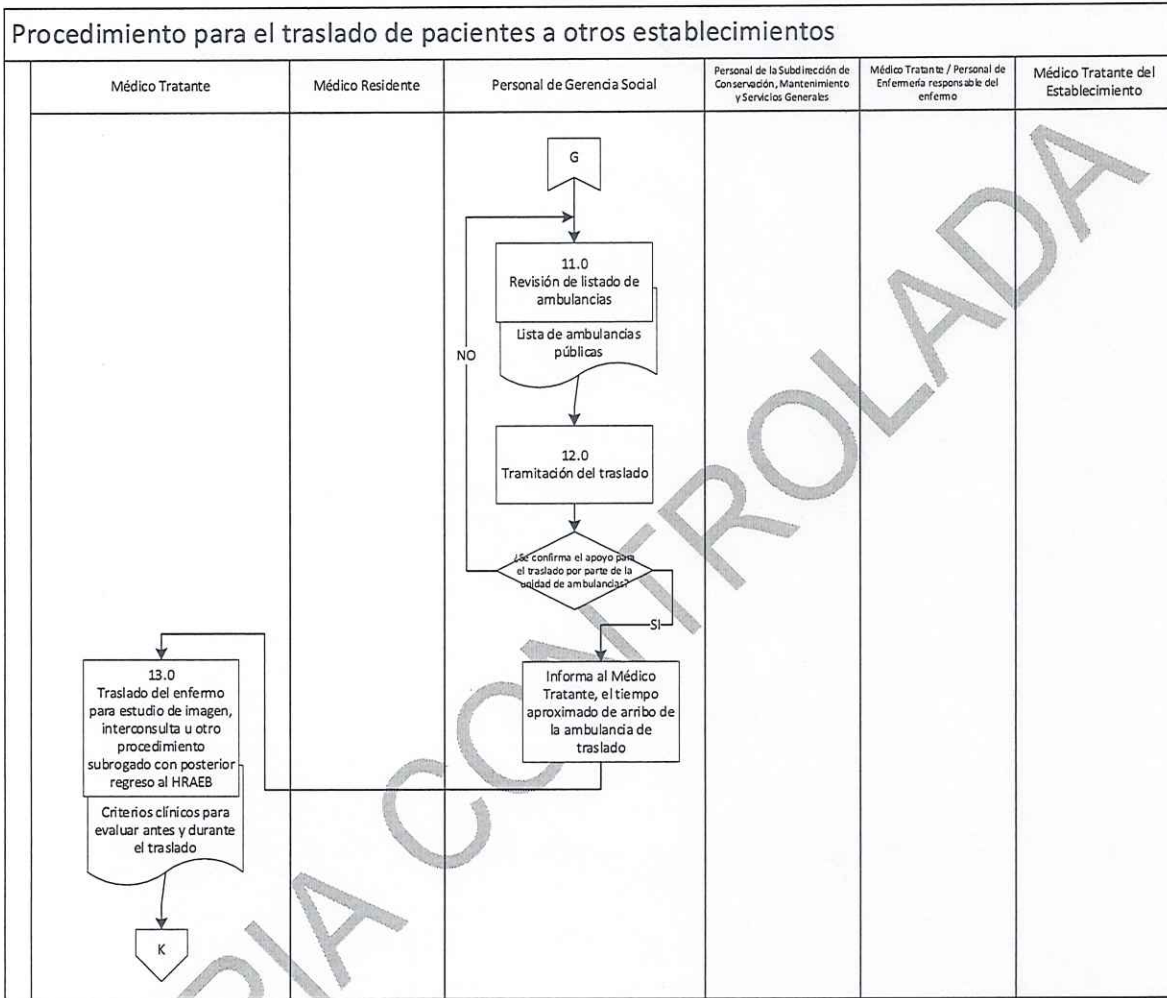 Procedimiento para el traslado de pacientes a otros establecimientos
Médico Tratante
Médico Residente
Personal de Gerencia Social
Personal de la Subdirección de
Conservación, Mantenimiento
y Servicios Generales
Médico Tratante / Personal de
Enfermería responsable del
enfermo
Médico Tratante del
Establecimiento
G
11.0
Revisión de listado de
ambulancias
Lista de ambulancias
públicas
NO
12.0
Tramitación del traslado
¿Se confirma el apoyo para
el traslado por parte de la
unidad de ambulancias?
SI
Informa al Médico
Tratante, el tiempo
aproximado de arribo de
la ambulancia de
traslado
13.0
Traslado del enfermo
para estudio de imagen,
interconsulta u otro
procedimiento
subrogado con posterior
regreso al HRAEB
Criterios clínicos para
evaluar antes y durante
el traslado
K
RIA CONTROLADA